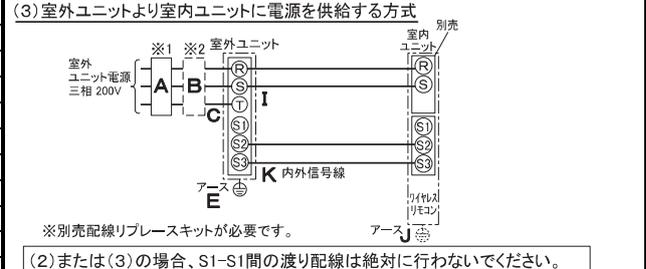 (3)室外ユニットより室内ユニットに電源を供給する方式
※1 ※2 室外ユニット
室内
ユニット
別売
室外
ユニット電源
三相 200V
A B C I
R S T S1 S2 S3
R S S1 S2 S3
K 内外信号線
アース
E
ワイヤレス
リモコン
アース J
※別売配線リプレースキットが必要です。
(2)または(3)の場合、S1-S1間の渡り配線は絶対に行わないでください。